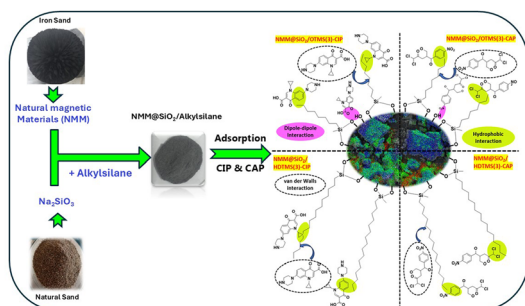 Iron Sand
Natural magnetic
Materials (NMM)
+ Alkylsilane
Na₂SiO₃
Natural Sand
NMM@SiO₂/Alkylsilane
Adsorption
CIP & CAP
NMM@SiO₂/OTMS(3)-CIP
NMM@SiO₂/OTMS(3)-CAP
Dipole-dipole
interaction
Hydrophobic
interaction
NMM@SiO₂/
HDTMS(3)-CIP
NMM@SiO₂/
HDTMS(3)-CAP
van der Walls
interaction